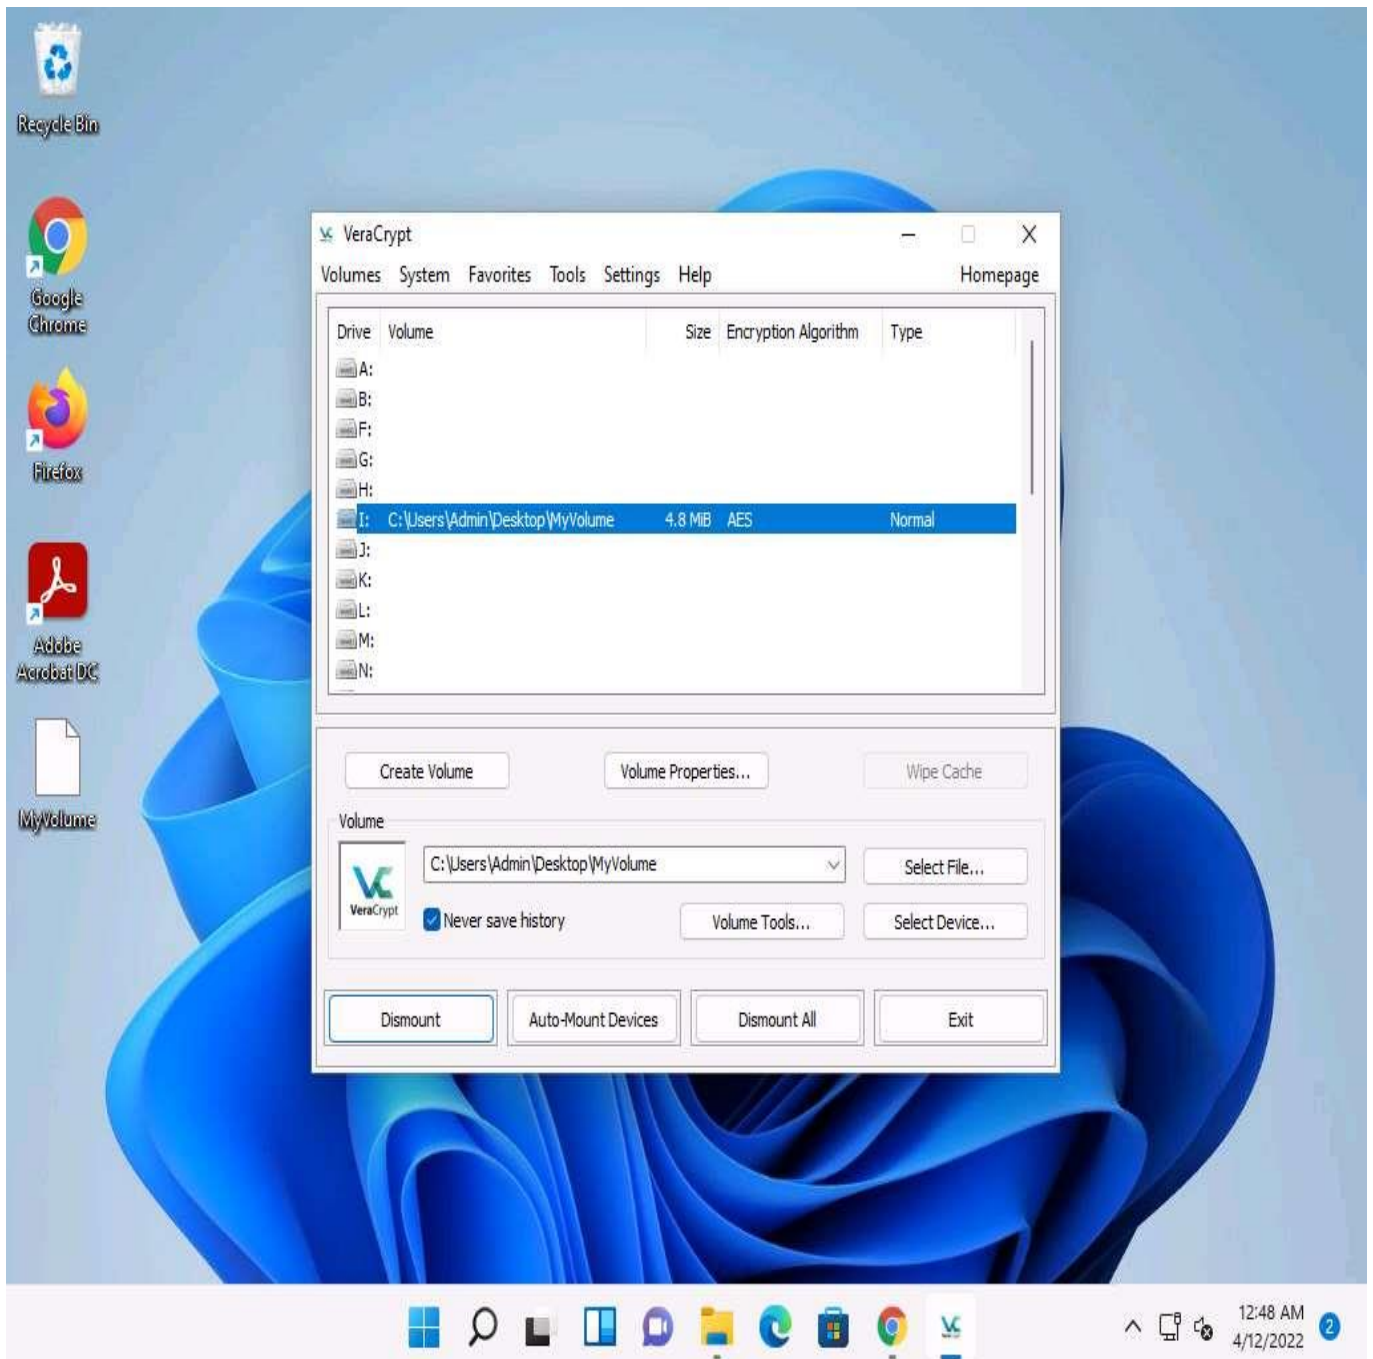 Recycle Bin
Google
Chrome
Firefox
Adobe
Acrobat DC
MyVolume
VeraCrypt
Volumes System Favorites Tools Settings Help Homepage
Drive Volume Size Encryption Algorithm Type
A:
B:
F:
G:
H:
I: C:\Users\Admin\Desktop\MyVolume 4.8 MiB AES Normal
J:
K:
L:
M:
N:
Create Volume Volume Properties... Wipe Cache
Volume
VeraCrypt
C:\Users\Admin\Desktop\MyVolume Select File...
Never save history Volume Tools... Select Device...
Dismount Auto-Mount Devices Dismount All Exit
12:48 AM
4/12/2022
2